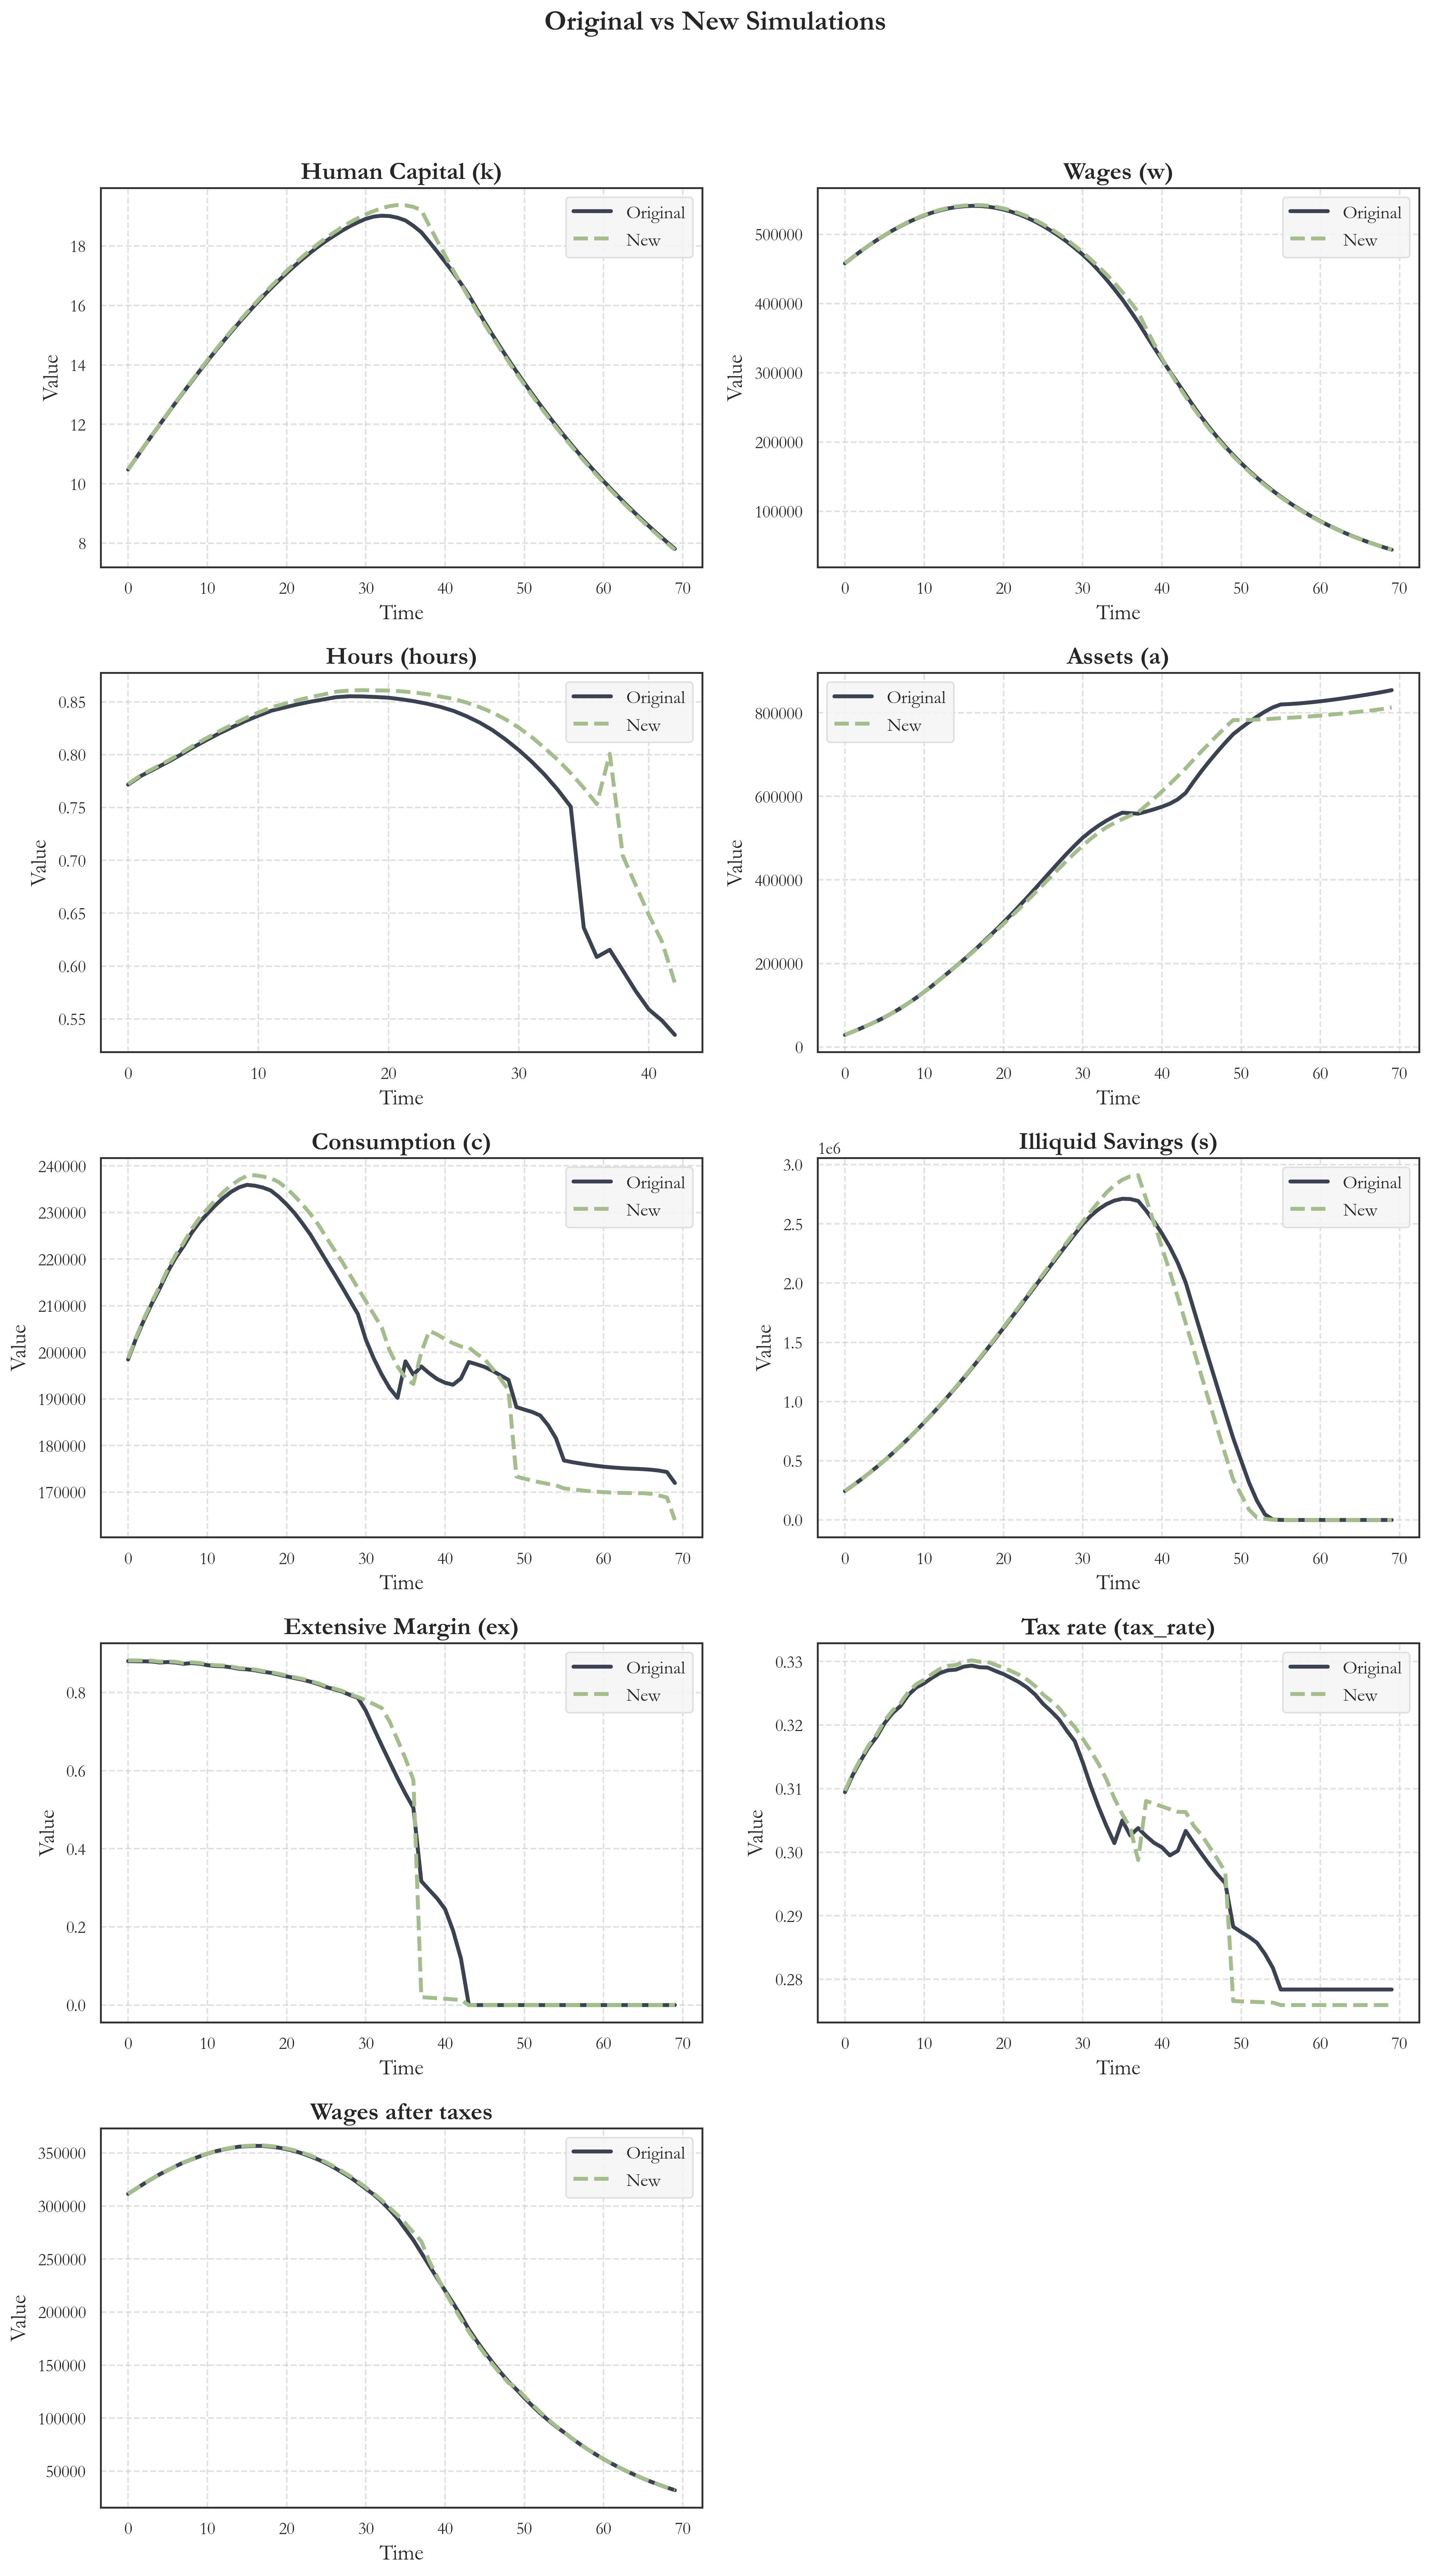 Original vs New Simulations
Human Capital (k)
Value
18
16
14
12
10
8
Original
New
0 10 20 30 40 50 60 70
Time
Wages (w)
Value
500000
400000
300000
200000
100000
Original
New
0 10 20 30 40 50 60 70
Time
Hours (hours)
Value
0.85
0.80
0.75
0.70
0.65
0.60
0.55
Original
New
0 10 20 30 40
Time
Assets (a)
Value
800000
600000
400000
200000
0
Original
New
0 10 20 30 40 50 60 70
Time
Consumption (c)
Value
240000
230000
220000
210000
200000
190000
180000
170000
Original
New
0 10 20 30 40 50 60 70
Time
Illiquid Savings (s)
1e6
Value
3.0
2.5
2.0
1.5
1.0
0.5
0.0
Original
New
0 10 20 30 40 50 60 70
Time
Extensive Margin (ex)
Value
0.8
0.6
0.4
0.2
0.0
Original
New
0 10 20 30 40 50 60 70
Time
Tax rate (tax_rate)
Value
0.33
0.32
0.31
0.30
0.29
0.28
Original
New
0 10 20 30 40 50 60 70
Time
Wages after taxes
Value
350000
300000
250000
200000
150000
100000
50000
Original
New
0 10 20 30 40 50 60 70
Time